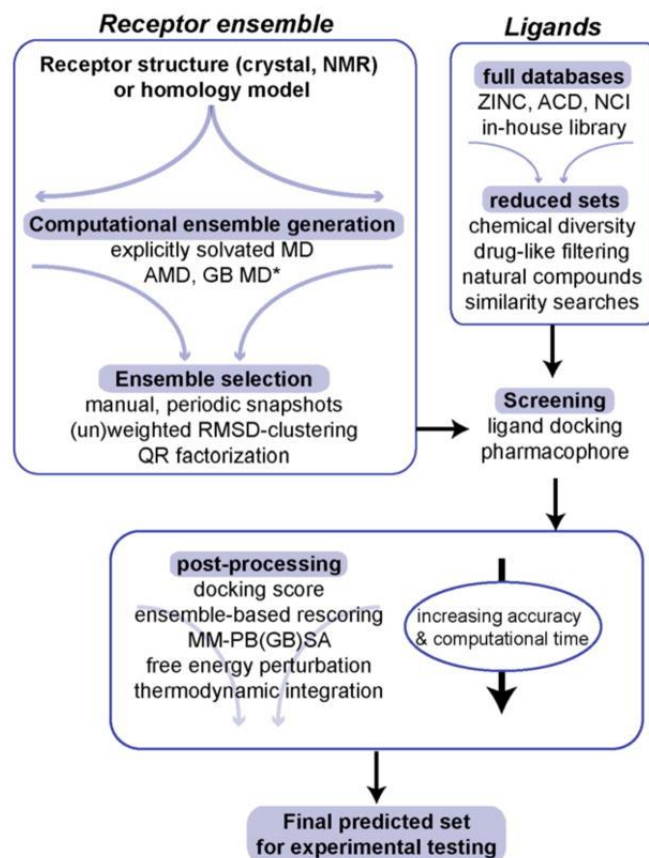 Receptor ensemble
Receptor structure (crystal, NMR)
or homology model
Computational ensemble generation
explicitly solvated MD
AMD, GB MD*
Ensemble selection
manual, periodic snapshots
(un)weighted RMSD-clustering
QR factorization
Ligands
full databases
ZINC, ACD, NCI
in-house library
reduced sets
chemical diversity
drug-like filtering
natural compounds
similarity searches
Screening
ligand docking
pharmacophore
post-processing
docking score
ensemble-based rescoring
MM-PB(GB)SA
free energy perturbation
thermodynamic integration
increasing accuracy
& computational time
Final predicted set
for experimental testing